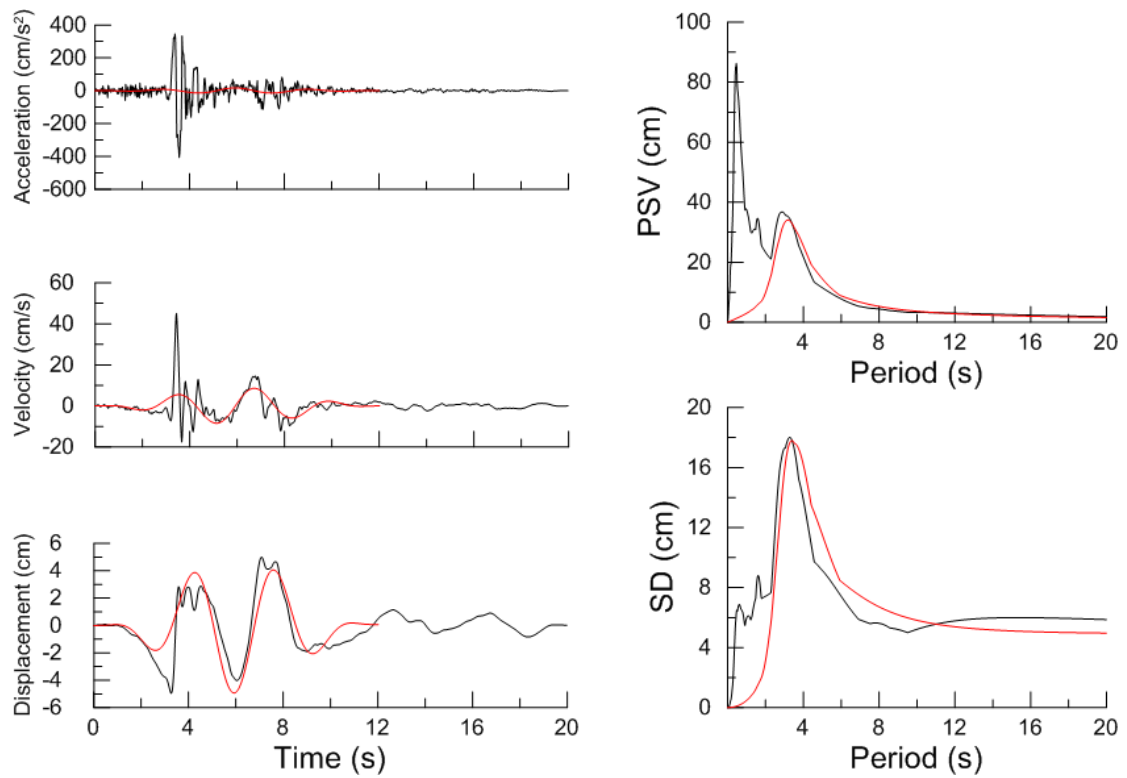 Acceleration (cm/s²)
400
200
0
-200
-400
-600
Velocity (cm/s)
60
40
20
0
-20
Displacement (cm)
6
4
2
0
-2
-4
-6
0 4 8 12 16 20
Time (s)
PSV (cm)
100
80
60
40
20
0
4 8 12 16 20
Period (s)
SD (cm)
20
16
12
8
4
0
4 8 12 16 20
Period (s)